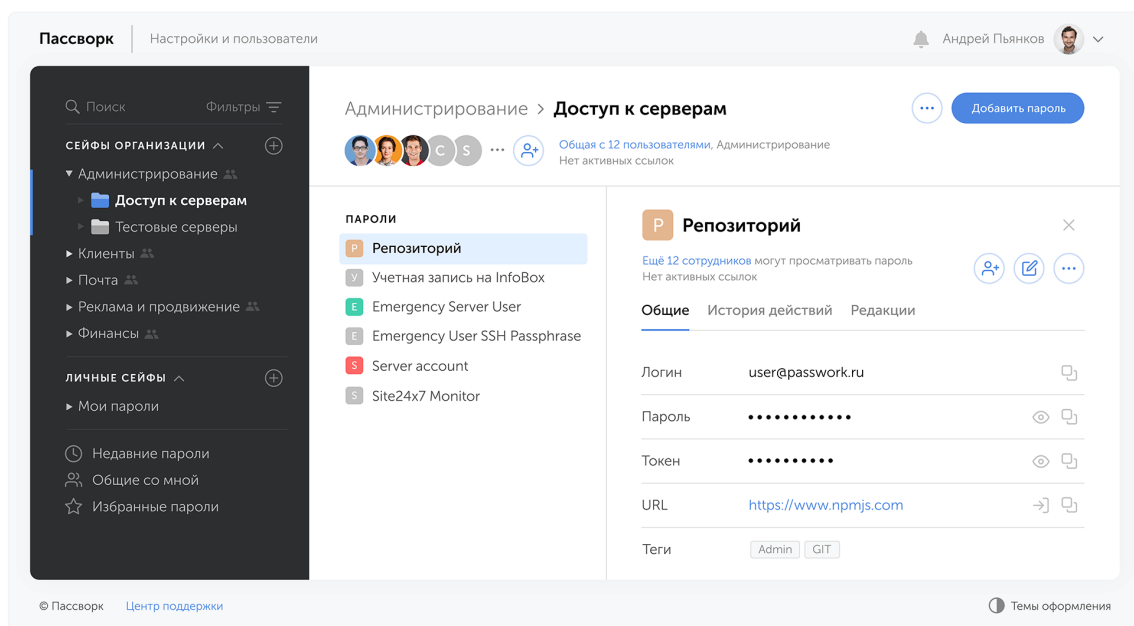 Пассворк
Настройки и пользователи
Андрей Пьянков
Поиск
Фильтры
СЕЙФЫ ОРГАНИЗАЦИИ
Администрирование
Доступ к серверам
Тестовые серверы
Клиенты
Почта
Реклама и продвижение
Финансы
ЛИЧНЫЕ СЕЙФЫ
Мои пароли
Недавние пароли
Общие со мной
Избранные пароли
Администрирование > Доступ к серверам
Добавить пароль
C S
Общая с 12 пользователями, Администрирование
Нет активных ссылок
ПАРОЛИ
Р Репозиторий
У Учетная запись на InfoBox
E Emergency Server User
E Emergency User SSH Passphrase
S Server account
S Site24x7 Monitor
Р Репозиторий
Ещё 12 сотрудников могут просматривать пароль
Нет активных ссылок
Общие История действий Редакции
Логин user@passwork.ru
Пароль ••••••••••••
Токен ••••••••••
URL https://www.npmjs.com
Теги Admin GIT
© Пассворк Центр поддержки
Темы оформления